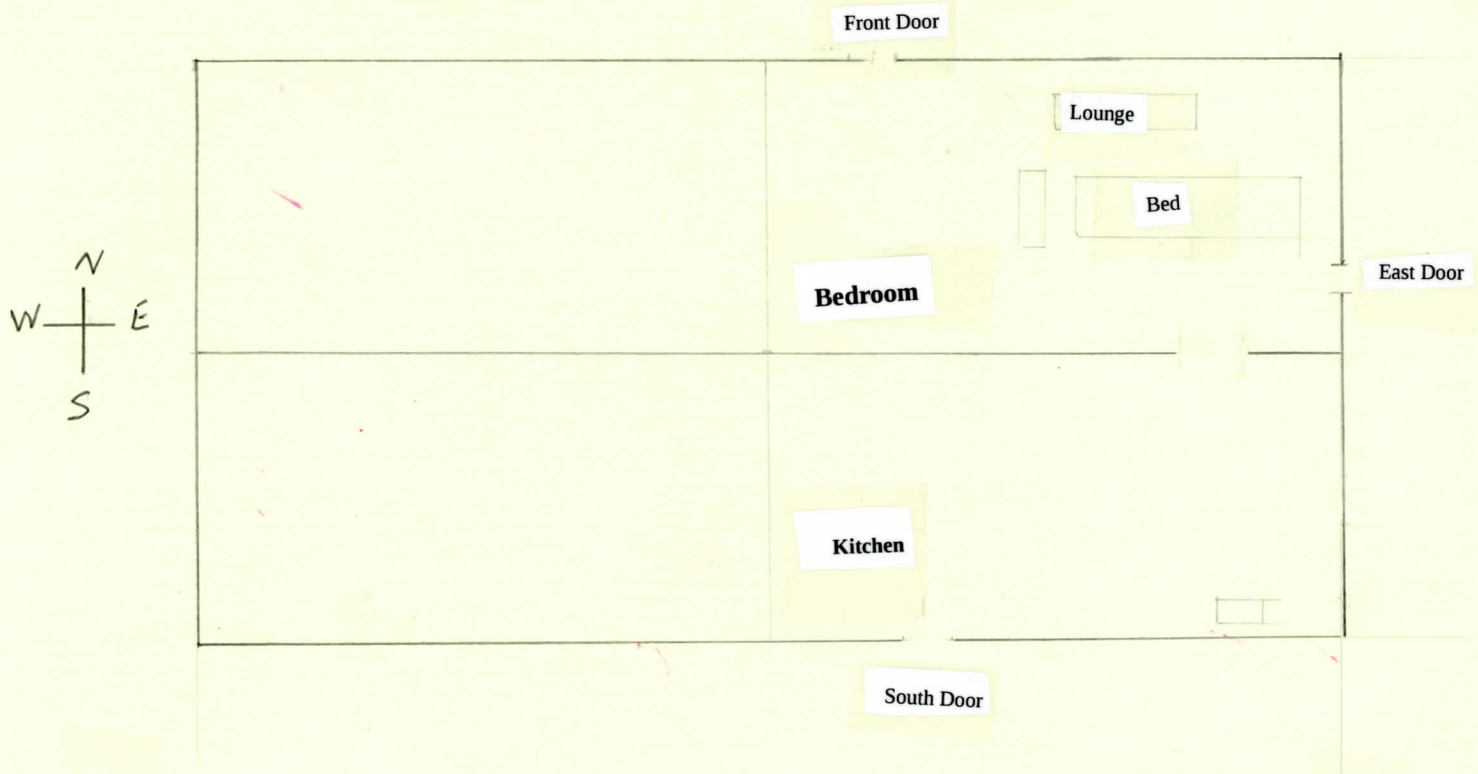 Front Door
Lounge
Bed
N
W E
S
East Door
Bedroom
Kitchen
South Door